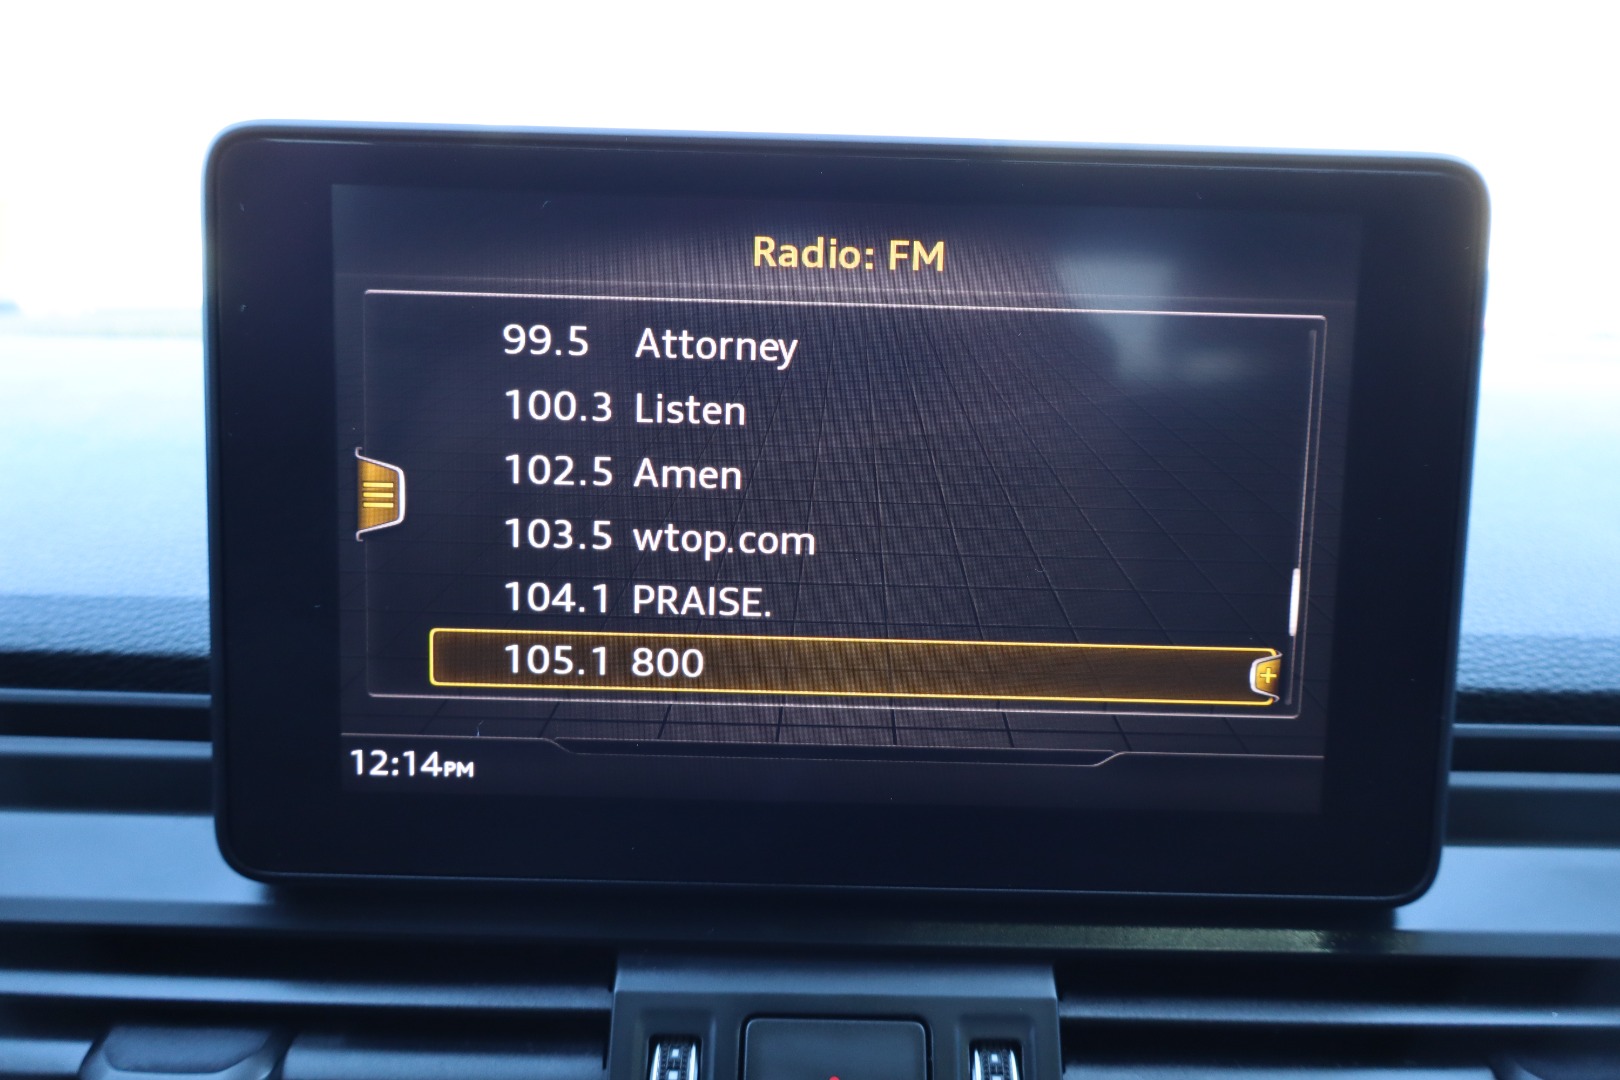 Radio: FM
99.5 Attorney
100.3 Listen
102.5 Amen
103.5 wtop.com
104.1 PRAISE.
105.1 800
12:14PM